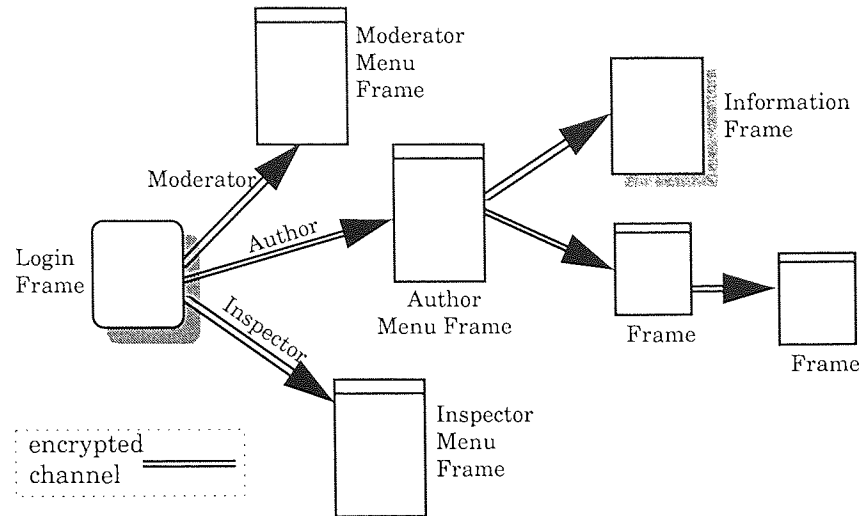 Moderator
Menu
Frame
Information
Frame
Moderator
Author
Login
Frame
Inspector
Author
Menu Frame
Frame
Frame
Inspector
Menu
Frame
encrypted
channel